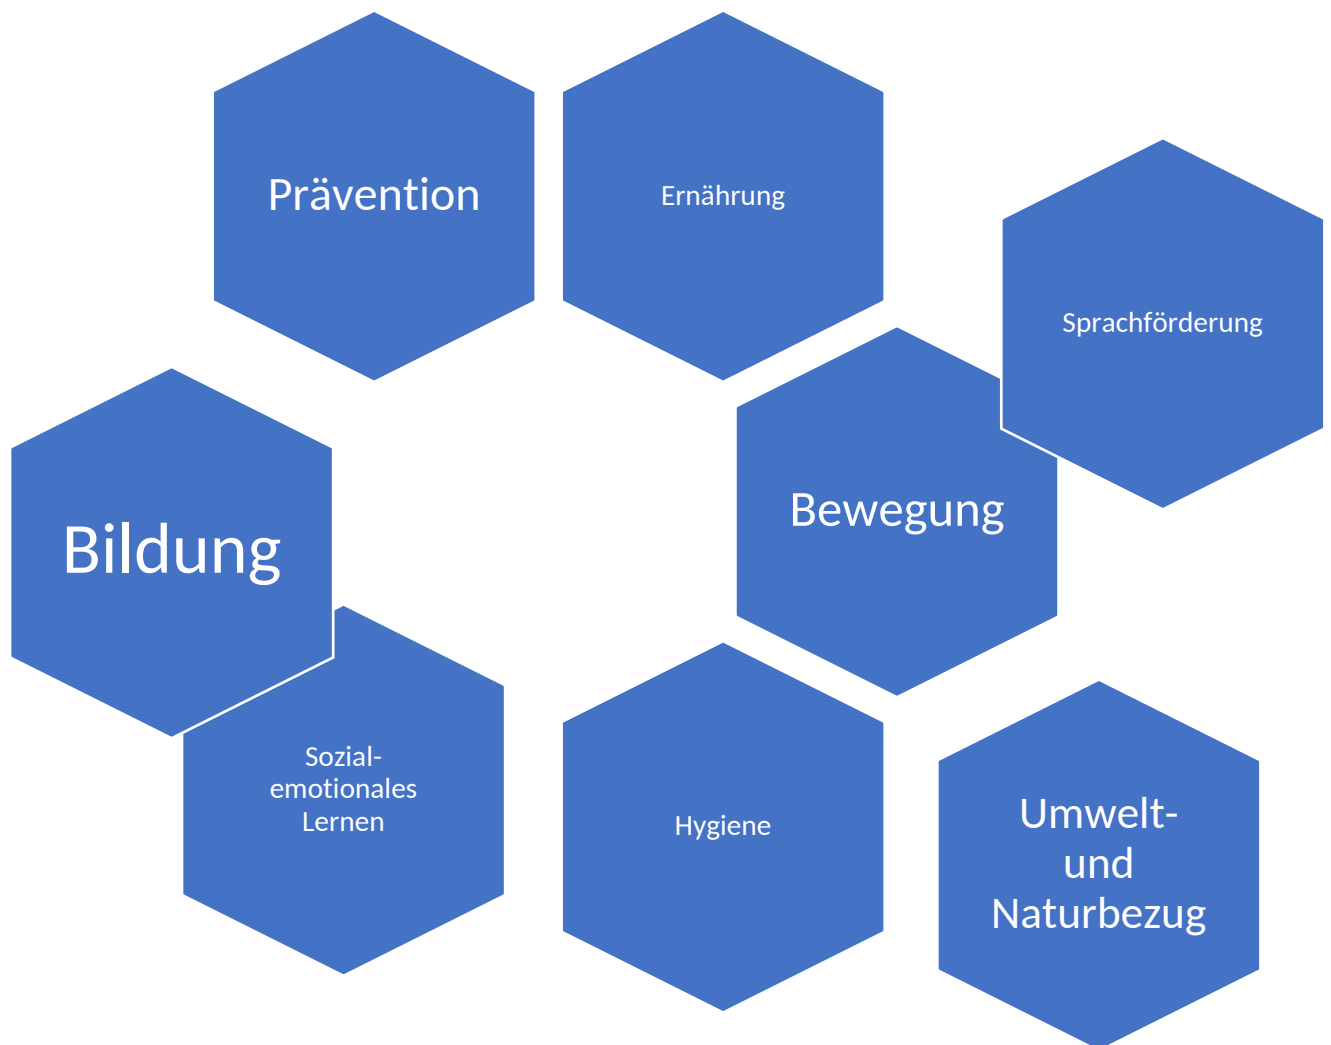 Prävention
Ernährung
Sprachförderung
Bewegung
Bildung
Sozial-
emotionales
Lernen
Hygiene
Umwelt-
und
Naturbezug